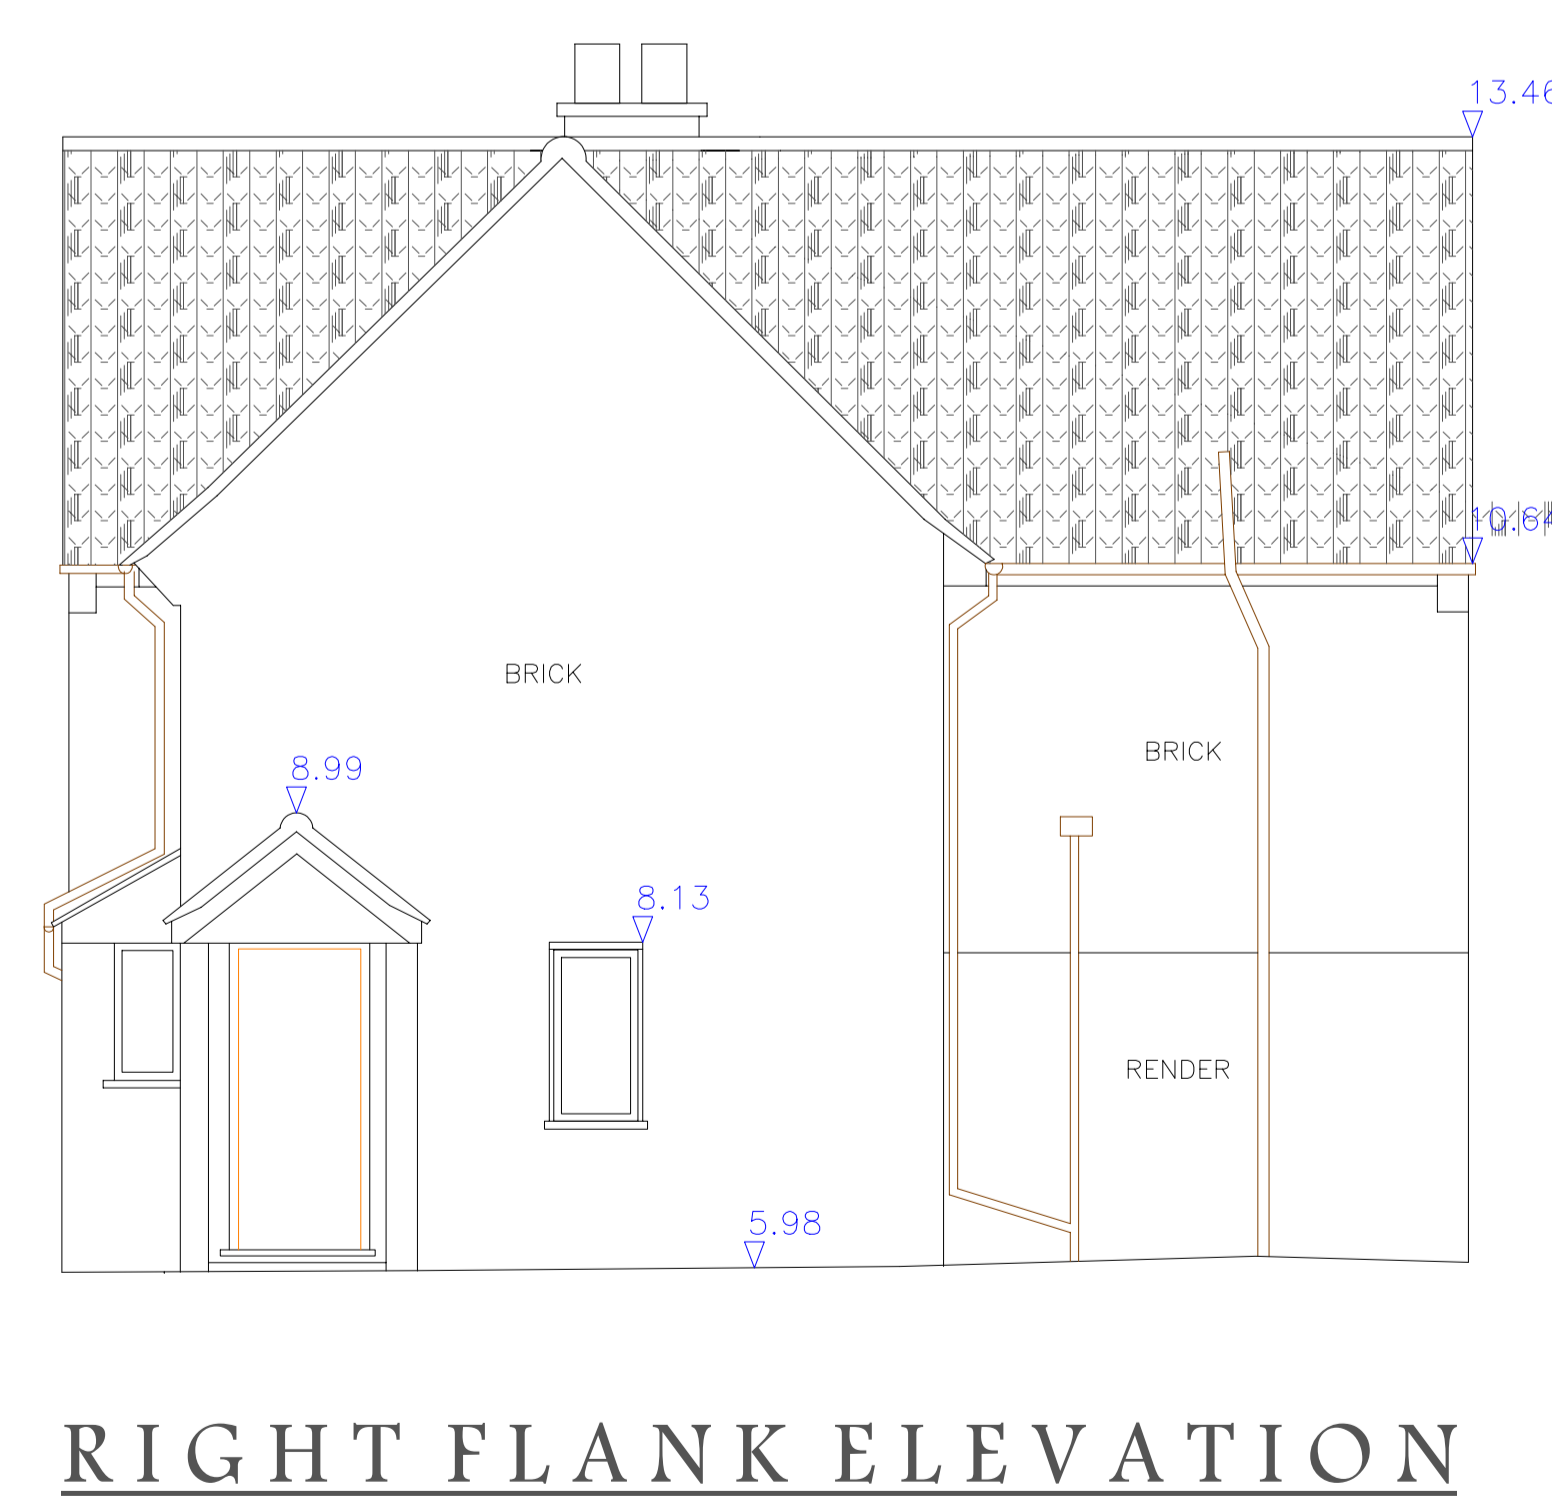 13.46
10.64
BRICK
BRICK
8.99
8.13
RENDER
5.98
RIGHT FLANK ELEVATION